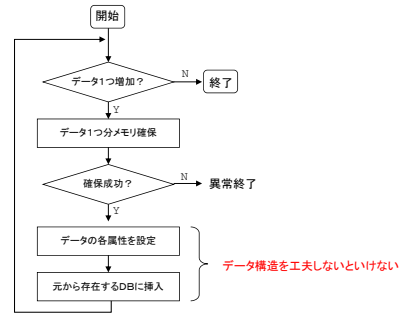 開始
データ1つ増加？
N
終了
Y
データ1つ分メモリ確保
確保成功？
N
異常終了
Y
データの各属性を設定
データ構造を工夫しないといけない
元から存在するDBに挿入